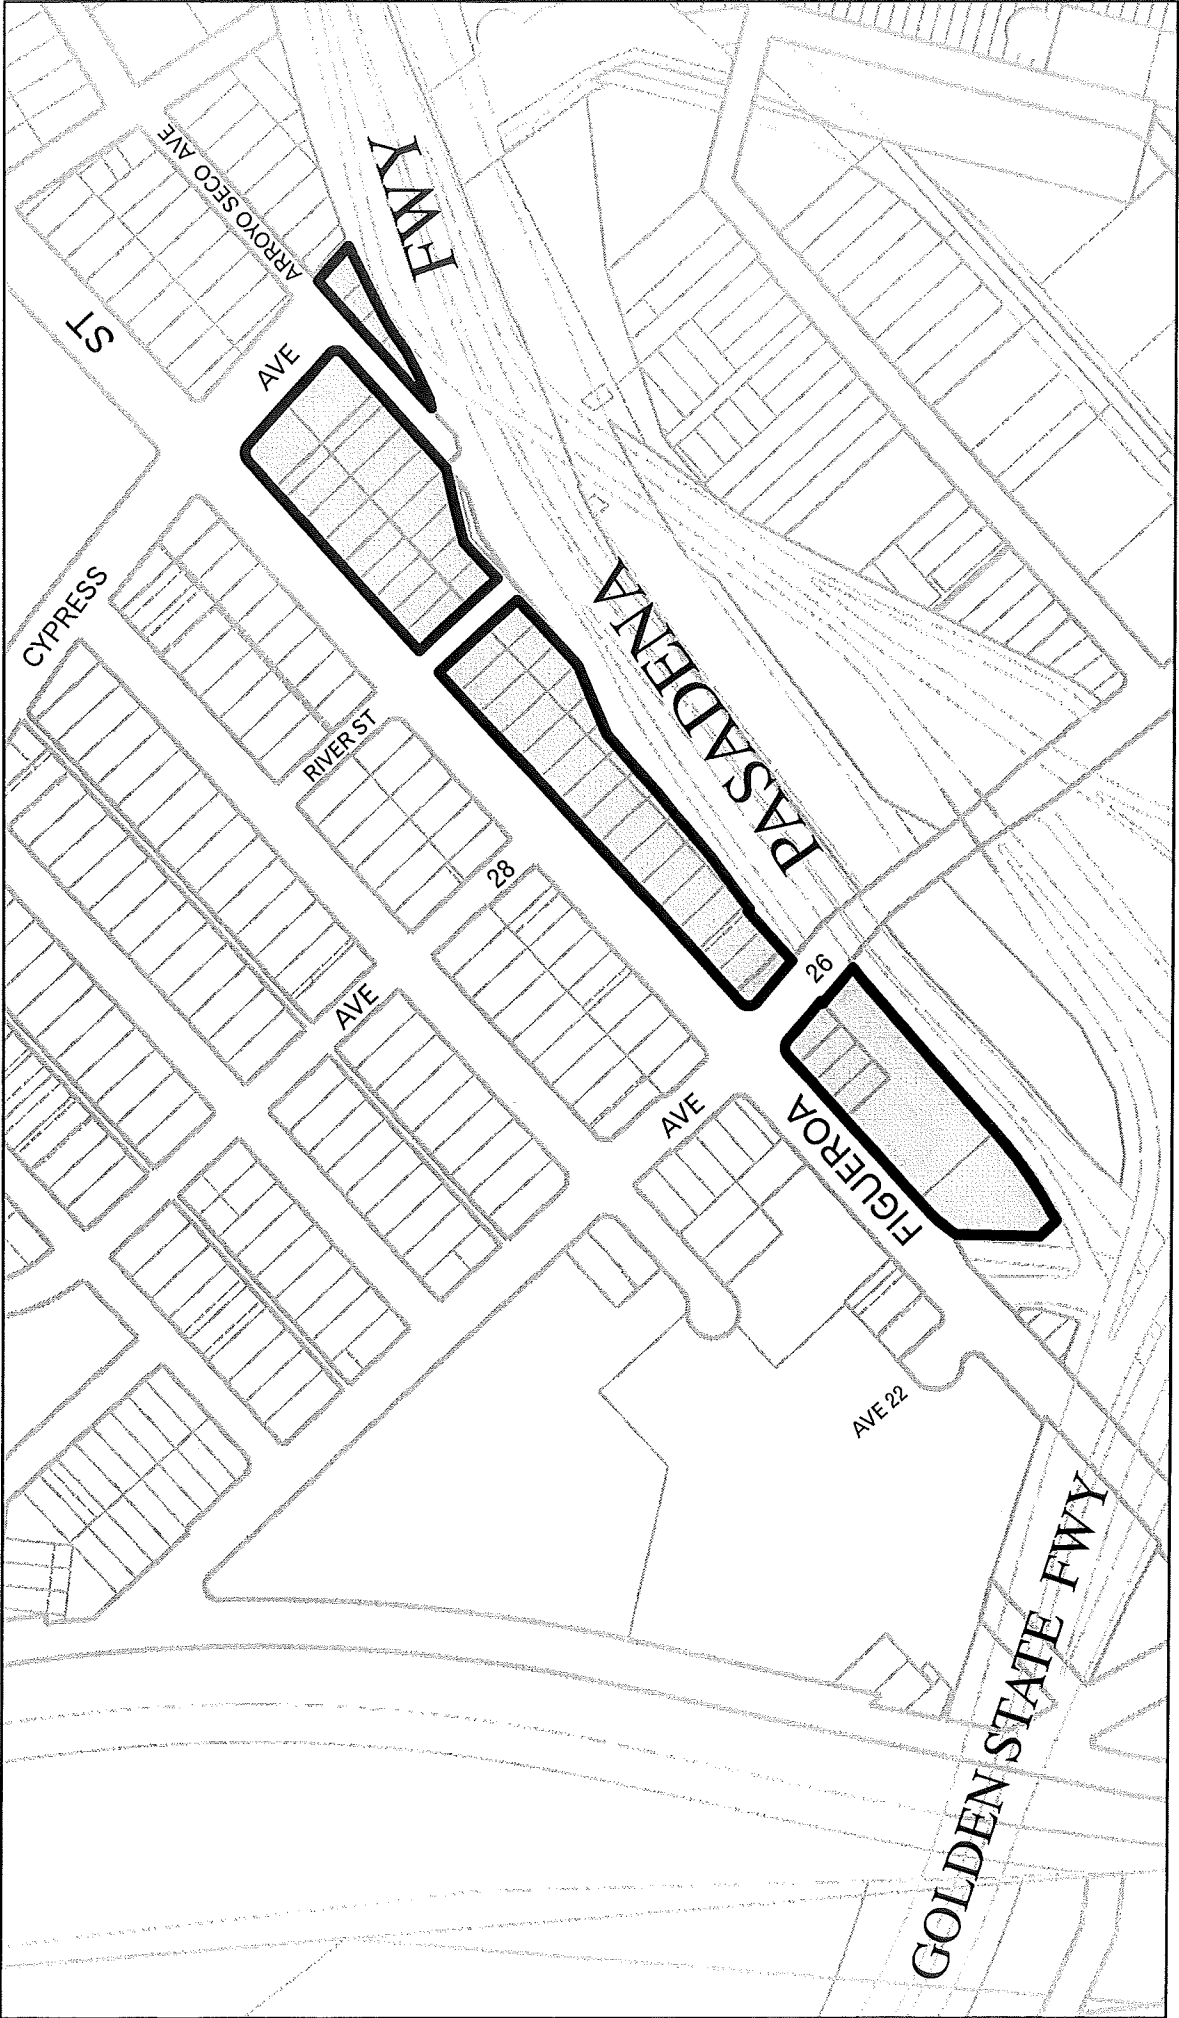 ARROYO SECO AVE
FWY
ST
AVE
CYPRESS
RIVER ST
PASADENA
28
AVE
26
AVE
FIGUEROA
AVE 22
GOLDEN STATE FWY